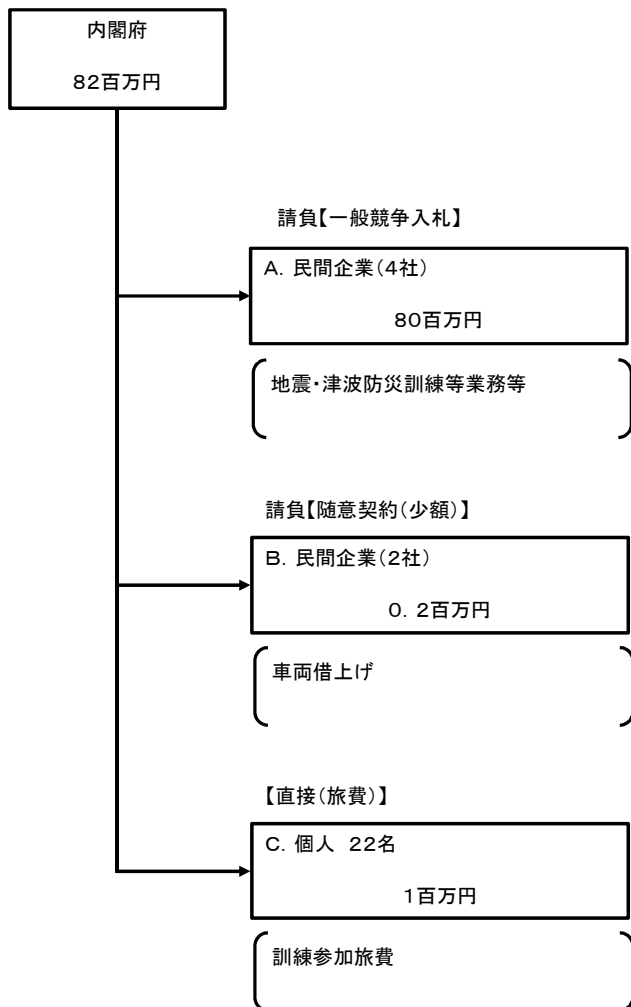 内閣府
82百万円
請負【一般競争入札】
A. 民間企業(4社)
80百万円
地震・津波防災訓練等業務等
請負【随意契約(少額)】
B. 民間企業(2社)
0. 2百万円
車両借上げ
【直接(旅費)】
C. 個人 22名
1百万円
訓練参加旅費